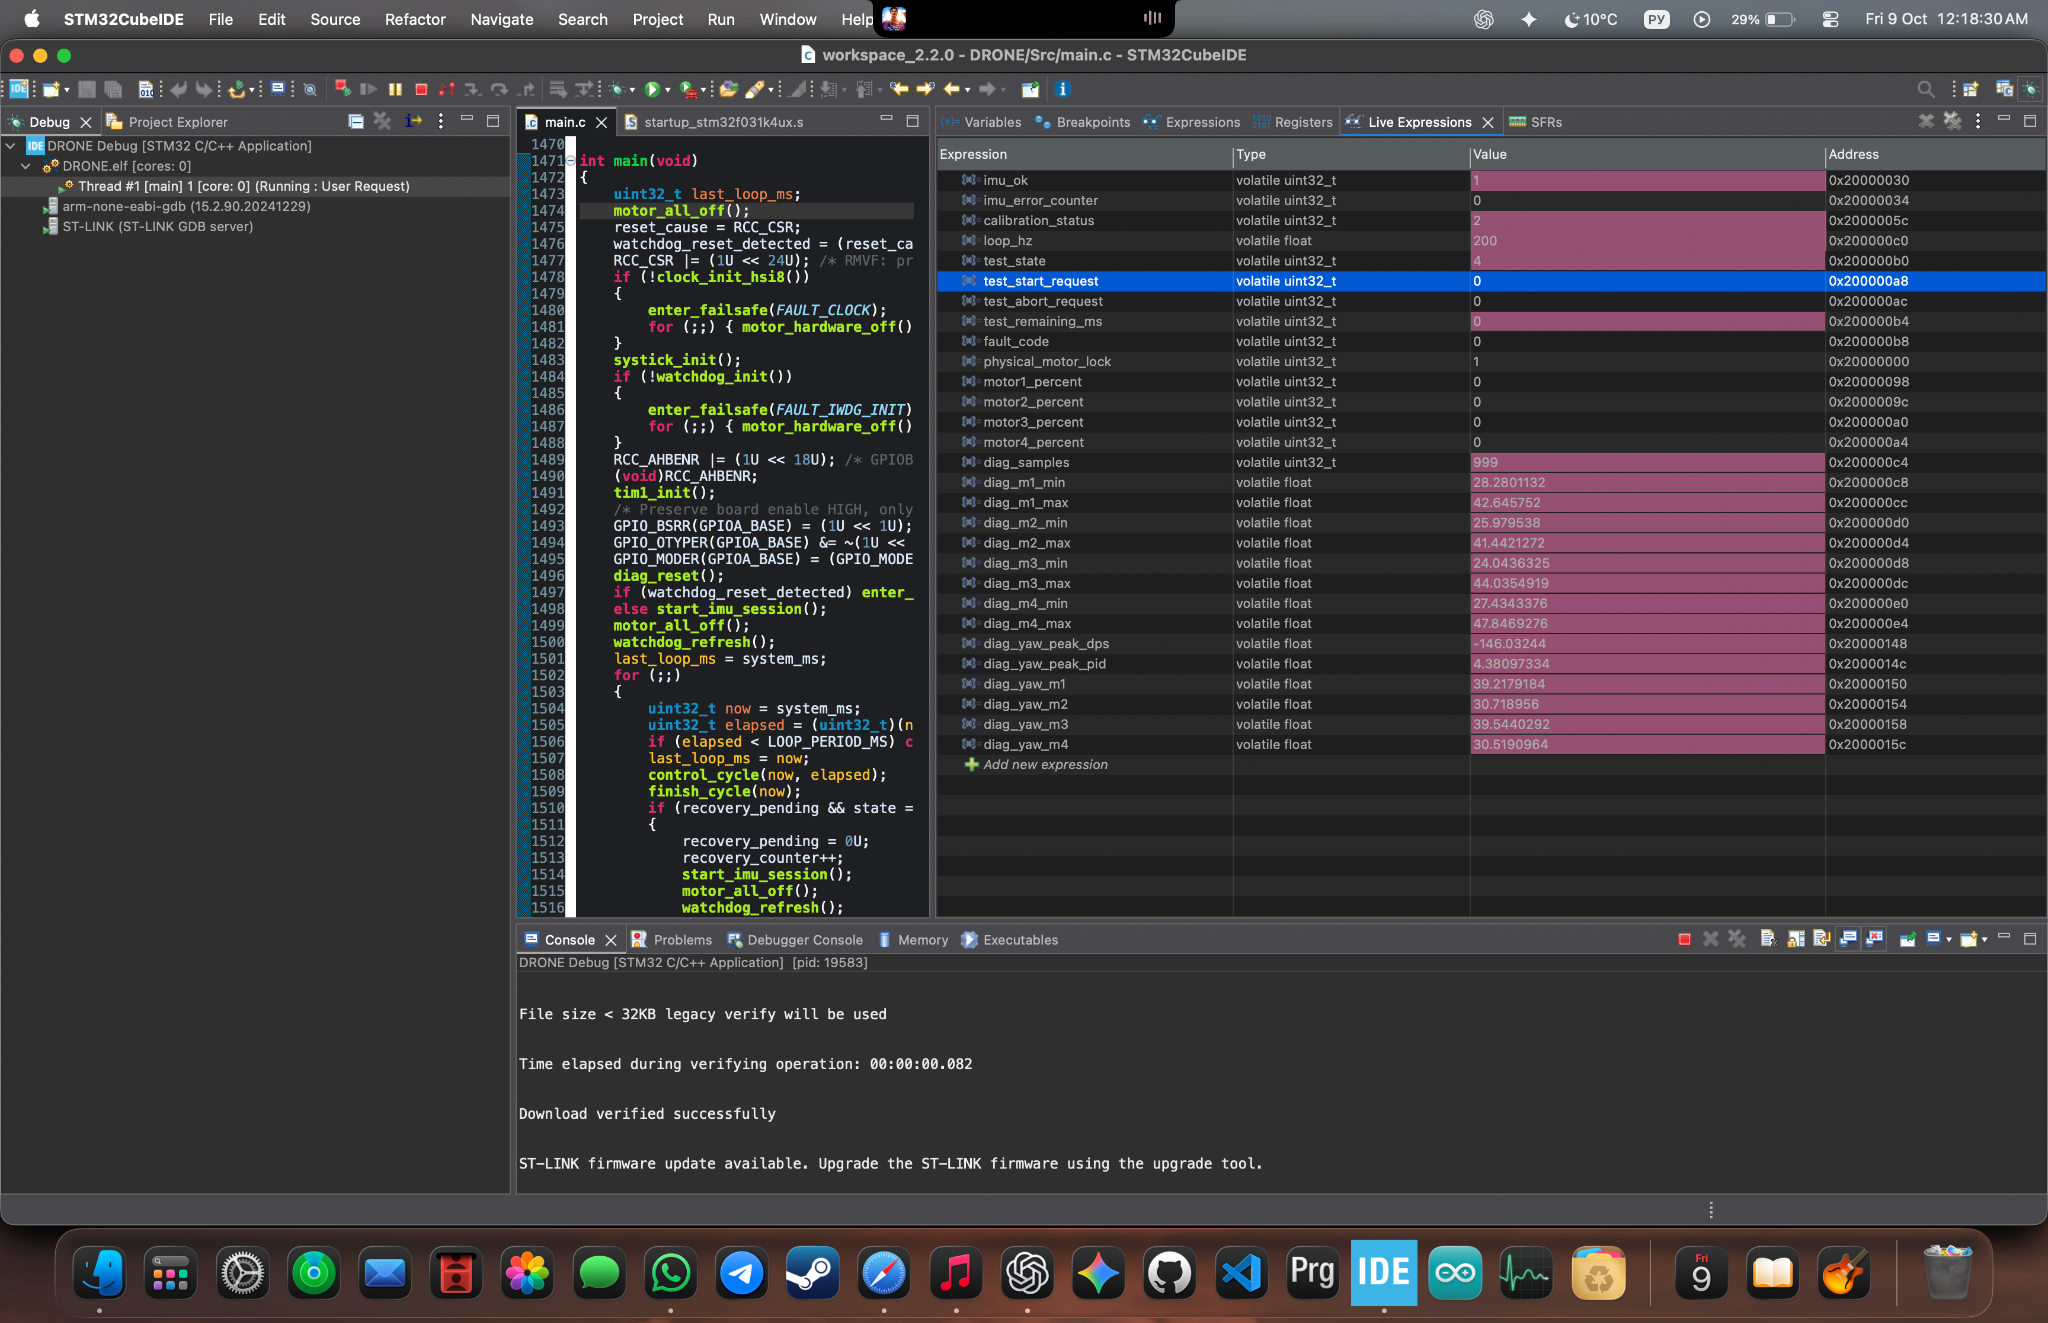 STM32CubeIDE File Edit Source Refactor Navigate Search Project Run Window Help 10°C РУ 29% Fri 9 Oct 12:18:30 AM
workspace_2.2.0 - DRONE/Src/main.c - STM32CubeIDE
Debug Project Explorer
DRONE Debug [STM32 C/C++ Application]
DRONE.elf [cores: 0]
Thread #1 [main] 1 [core: 0] (Running : User Request)
arm-none-eabi-gdb (15.2.90.20241229)
ST-LINK (ST-LINK GDB server)
main.c startup_stm32f031k4ux.s
1470
1471 int main(void)
1472 {
1473 uint32_t last_loop_ms;
1474 motor_all_off();
1475 reset_cause = RCC_CSR;
1476 watchdog_reset_detected = (reset_ca
1477 RCC_CSR |= (1U << 24U); /* RMVF: pr
1478 if (!clock_init_hsi8())
1479 {
1480 enter_failsafe(FAULT_CLOCK);
1481 for (;;) { motor_hardware_off()
1482 }
1483 systick_init();
1484 if (!watchdog_init())
1485 {
1486 enter_failsafe(FAULT_IWDG_INIT)
1487 for (;;) { motor_hardware_off()
1488 }
1489 RCC_AHBENR |= (1U << 18U); /* GPIOB
1490 (void)RCC_AHBENR;
1491 tim1_init();
1492 /* Preserve board enable HIGH, only
1493 GPIO_BSRR(GPIOA_BASE) = (1U << 1U);
1494 GPIO_OTYPER(GPIOA_BASE) &= ~(1U <<
1495 GPIO_MODER(GPIOA_BASE) = (GPIO_MODE
1496 diag_reset();
1497 if (watchdog_reset_detected) enter_
1498 else start_imu_session();
1499 motor_all_off();
1500 watchdog_refresh();
1501 last_loop_ms = system_ms;
1502 for (;;)
1503 {
1504 uint32_t now = system_ms;
1505 uint32_t elapsed = (uint32_t)(n
1506 if (elapsed < LOOP_PERIOD_MS) c
1507 last_loop_ms = now;
1508 control_cycle(now, elapsed);
1509 finish_cycle(now);
1510 if (recovery_pending && state =
1511 {
1512 recovery_pending = 0U;
1513 recovery_counter++;
1514 start_imu_session();
1515 motor_all_off();
1516 watchdog_refresh();
Variables Breakpoints Expressions Registers Live Expressions SFRs
Expression Type Value Address
imu_ok volatile uint32_t 1 0x20000030
imu_error_counter volatile uint32_t 0 0x20000034
calibration_status volatile uint32_t 2 0x2000005c
loop_hz volatile float 200 0x200000c0
test_state volatile uint32_t 4 0x200000b0
test_start_request volatile uint32_t 0 0x200000a8
test_abort_request volatile uint32_t 0 0x200000ac
test_remaining_ms volatile uint32_t 0 0x200000b4
fault_code volatile uint32_t 0 0x200000b8
physical_motor_lock volatile uint32_t 1 0x20000000
motor1_percent volatile uint32_t 0 0x20000098
motor2_percent volatile uint32_t 0 0x2000009c
motor3_percent volatile uint32_t 0 0x200000a0
motor4_percent volatile uint32_t 0 0x200000a4
diag_samples volatile uint32_t 999 0x200000c4
diag_m1_min volatile float 28.2801132 0x200000c8
diag_m1_max volatile float 42.645752 0x200000cc
diag_m2_min volatile float 25.979538 0x200000d0
diag_m2_max volatile float 41.4421272 0x200000d4
diag_m3_min volatile float 24.0436325 0x200000d8
diag_m3_max volatile float 44.0354919 0x200000dc
diag_m4_min volatile float 27.4343376 0x200000e0
diag_m4_max volatile float 47.8469276 0x200000e4
diag_yaw_peak_dps volatile float -146.03244 0x20000148
diag_yaw_peak_pid volatile float 4.38097334 0x2000014c
diag_yaw_m1 volatile float 39.2179184 0x20000150
diag_yaw_m2 volatile float 30.718956 0x20000154
diag_yaw_m3 volatile float 39.5440292 0x20000158
diag_yaw_m4 volatile float 30.5190964 0x2000015c
Add new expression
Console Problems Debugger Console Memory Executables
DRONE Debug [STM32 C/C++ Application] [pid: 19583]
File size < 32KB legacy verify will be used
Time elapsed during verifying operation: 00:00:00.082
Download verified successfully
ST-LINK firmware update available. Upgrade the ST-LINK firmware using the upgrade tool.
Prg IDE Fri 9